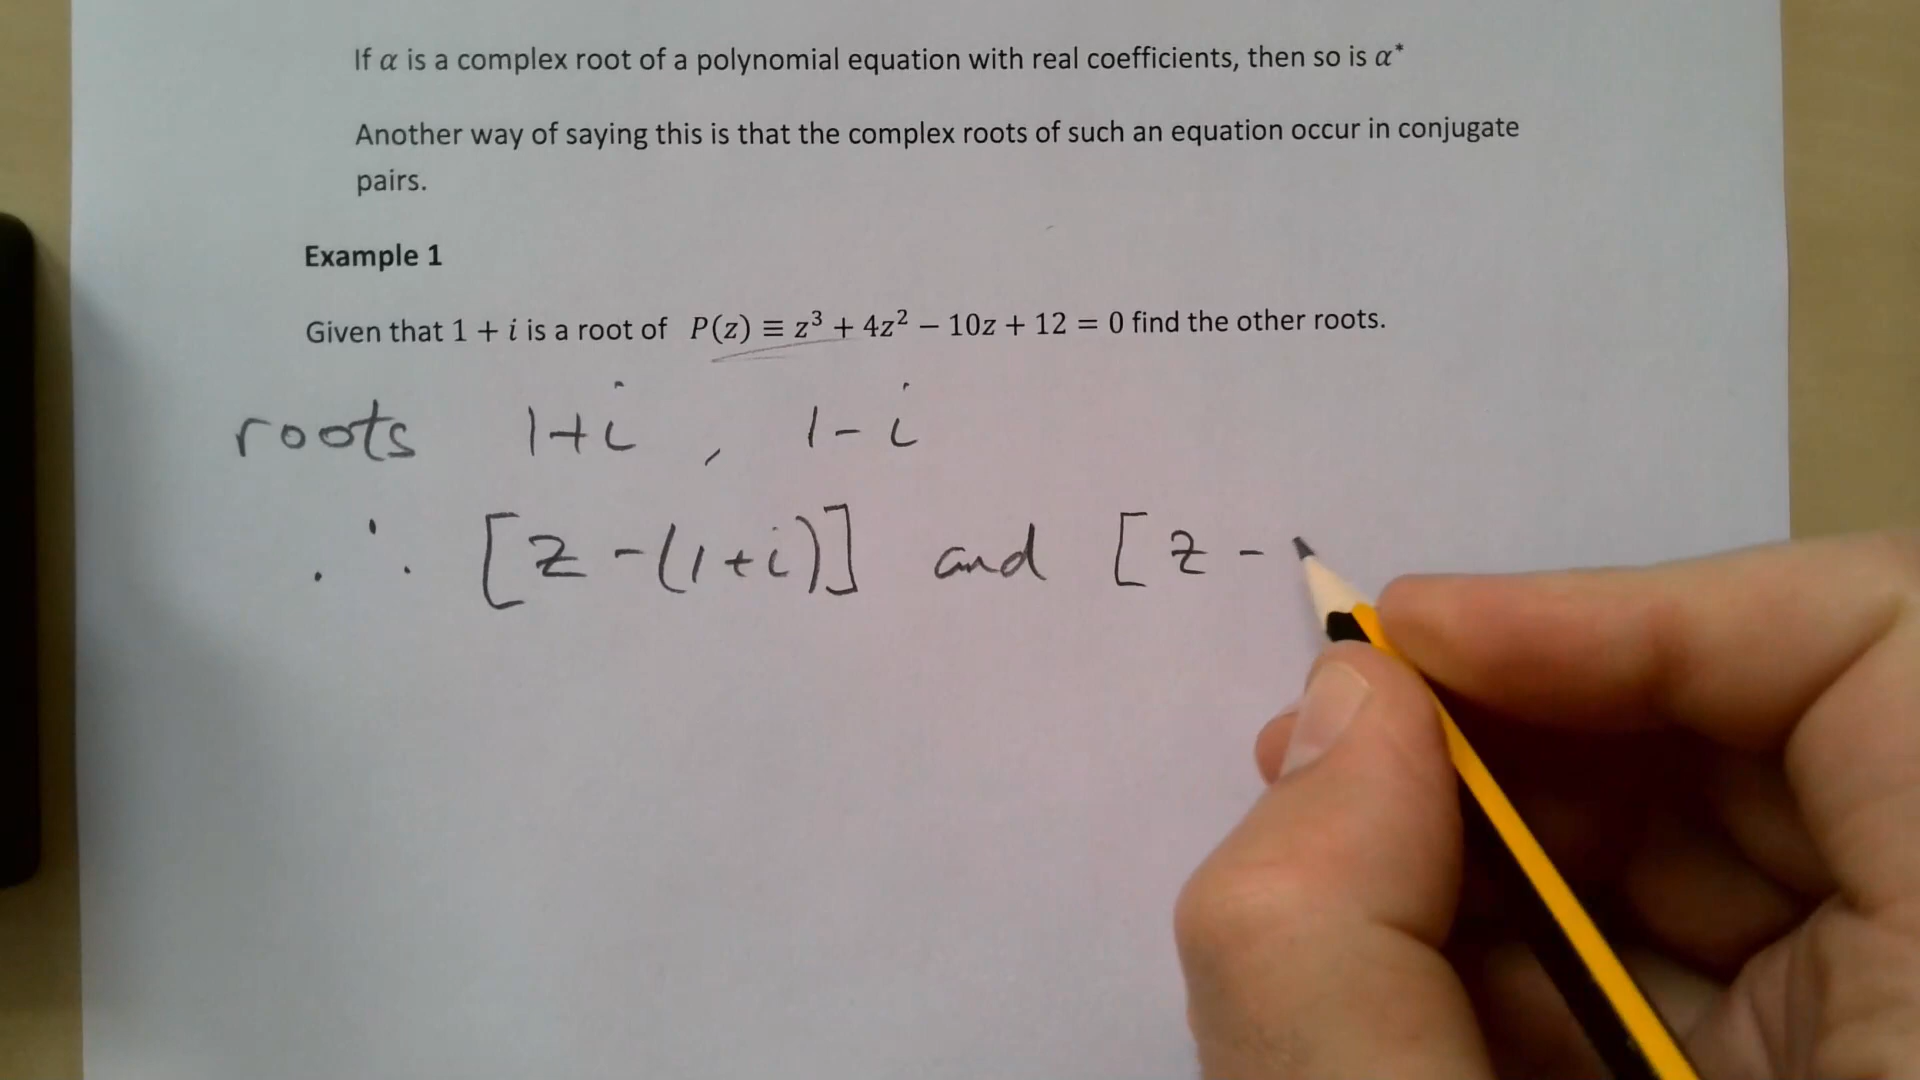 If α is a complex root of a polynomial equation with real coefficients, then so is α*
Another way of saying this is that the complex roots of such an equation occur in conjugate
pairs.
Example 1
Given that 1 + i is a root of P(z) ≡ z³ + 4z² − 10z + 12 = 0 find the other roots.
roots 1+i , 1-i
∴ [z-(1+i)] and [z-